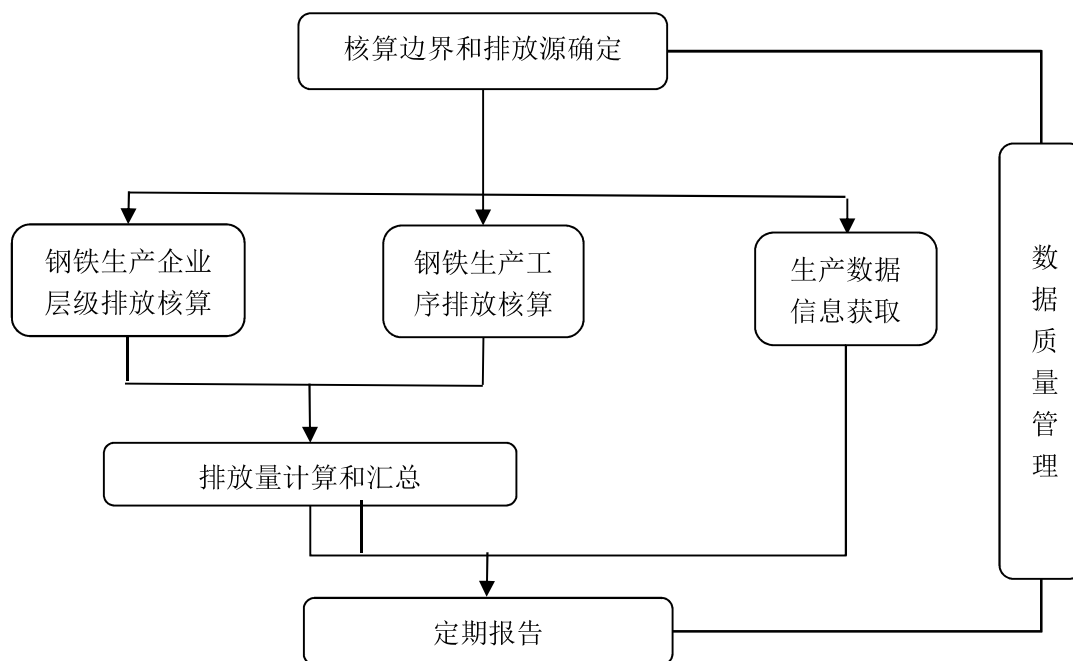 核算边界和排放源确定
钢铁生产企业
层级排放核算
钢铁生产工
序排放核算
生产数据
信息获取
数
据
质
量
管
理
排放量计算和汇总
定期报告